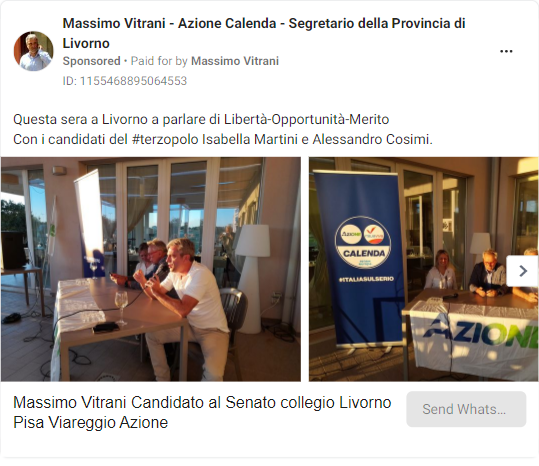 Massimo Vitrani - Azione Calenda - Segretario della Provincia di
Livorno
Sponsored • Paid for by Massimo Vitrani
ID: 1155468895064553
Questa sera a Livorno a parlare di Libertà-Opportunità-Merito
Con i candidati del #terzopolo Isabella Martini e Alessandro Cosimi.
AZIONE
CALENDA
#ITALIASULSERIO
AZIONE
Massimo Vitrani Candidato al Senato collegio Livorno
Pisa Viareggio Azione
Send Whats...